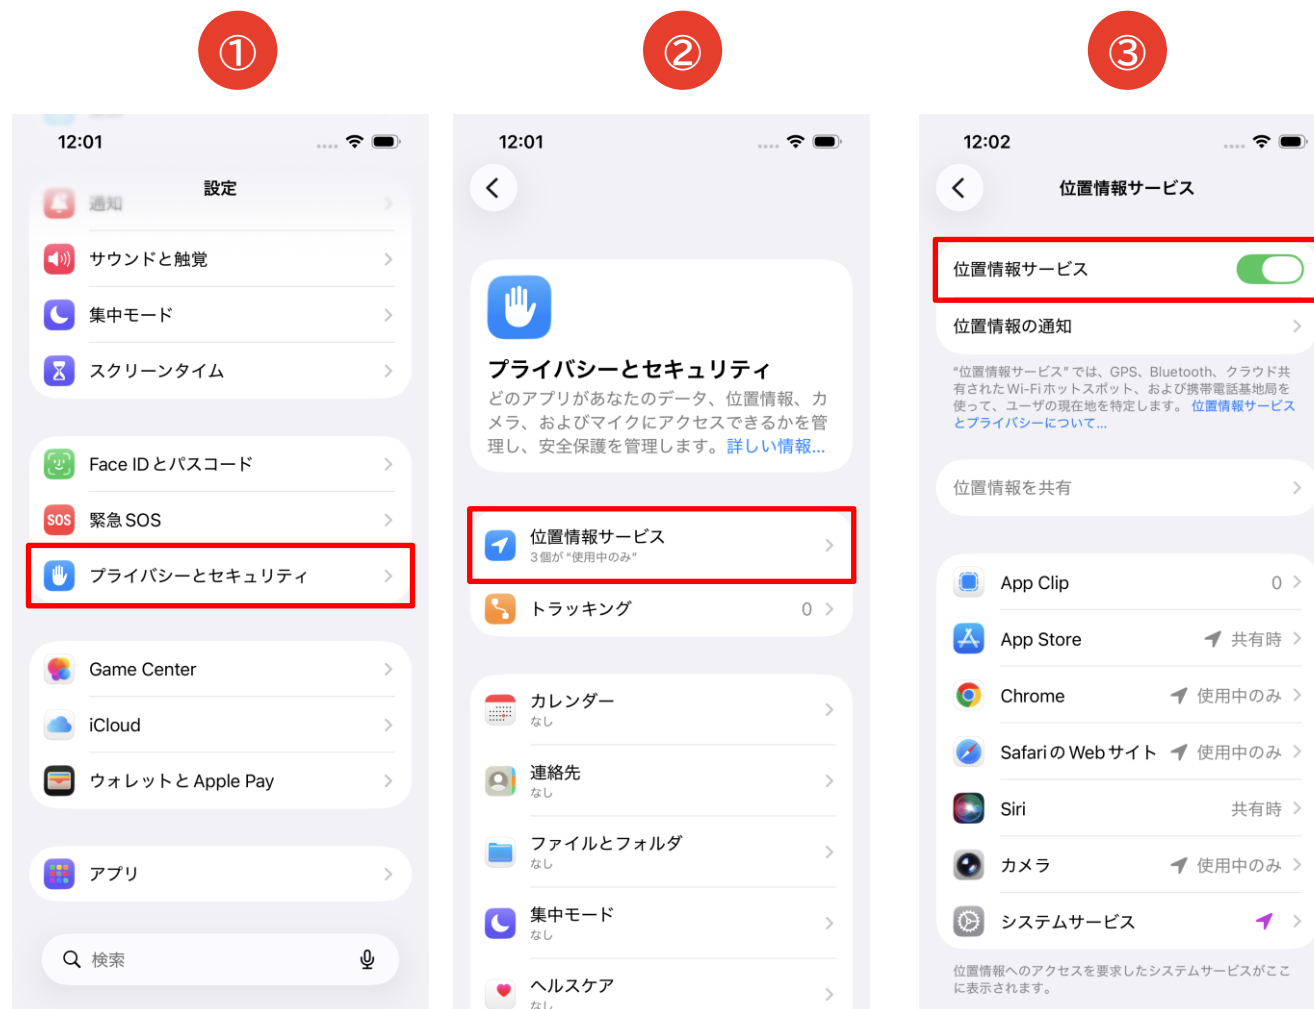 ①
②
③
12:01
設定
通知
サウンドと触覚
集中モード
スクリーンタイム
Face IDとパスコード
SOS
緊急SOS
プライバシーとセキュリティ
Game Center
iCloud
ウォレットとApple Pay
アプリ
検索
12:01
プライバシーとセキュリティ
どのアプリがあなたのデータ、位置情報、カ
メラ、およびマイクにアクセスできるかを管
理し、安全保護を管理します。詳しい情報...
位置情報サービス
3個が“使用中のみ”
トラッキング 0
カレンダー
なし
連絡先
なし
ファイルとフォルダ
なし
集中モード
なし
ヘルスケア
なし
12:02
位置情報サービス
位置情報サービス
位置情報の通知
“位置情報サービス”では、GPS、Bluetooth、クラウド共
有されたWi-Fiホットスポット、および携帯電話基地局を
使って、ユーザの現在地を特定します。位置情報サービス
とプライバシーについて...
位置情報を共有
App Clip 0
App Store 共有時
Chrome 使用中のみ
SafariのWebサイト 使用中のみ
Siri 共有時
カメラ 使用中のみ
システムサービス
位置情報へのアクセスを要求したシステムサービスがここ
に表示されます。